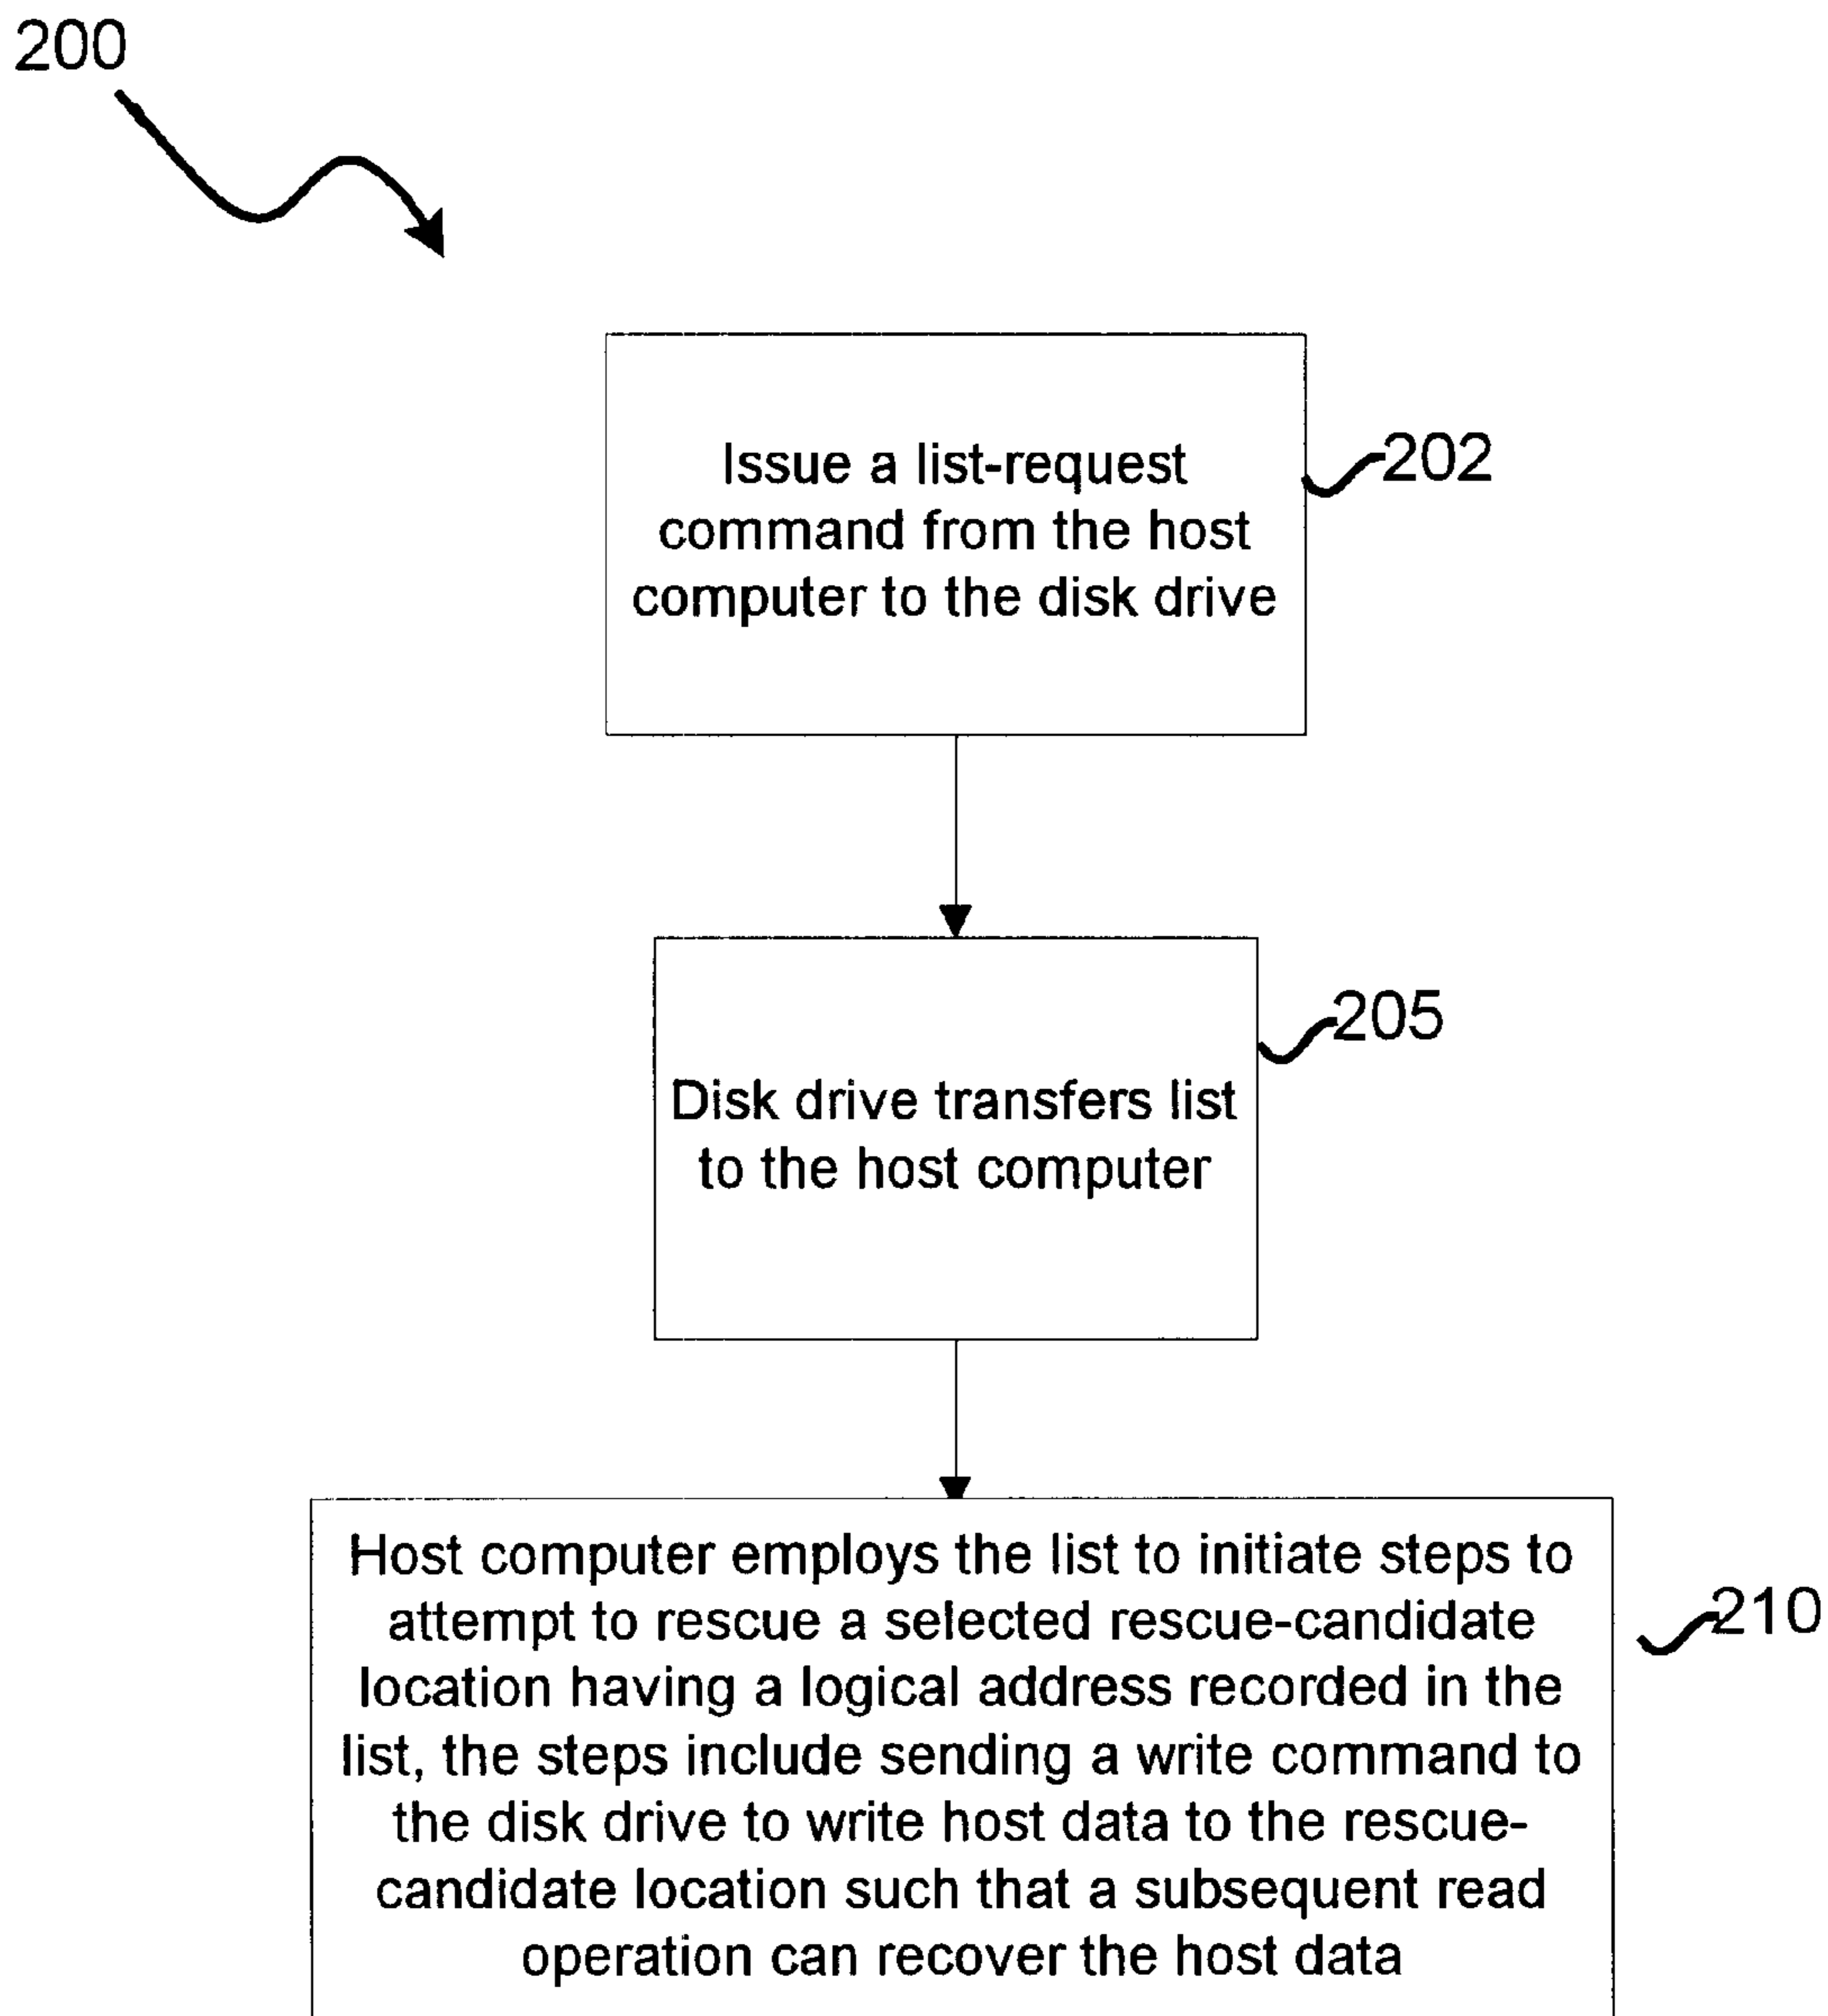 200
Issue a list-request
command from the host
computer to the disk drive
202
Disk drive transfers list
to the host computer
205
Host computer employs the list to initiate steps to
attempt to rescue a selected rescue-candidate
location having a logical address recorded in the
list, the steps include sending a write command to
the disk drive to write host data to the rescue-
candidate location such that a subsequent read
operation can recover the host data
210